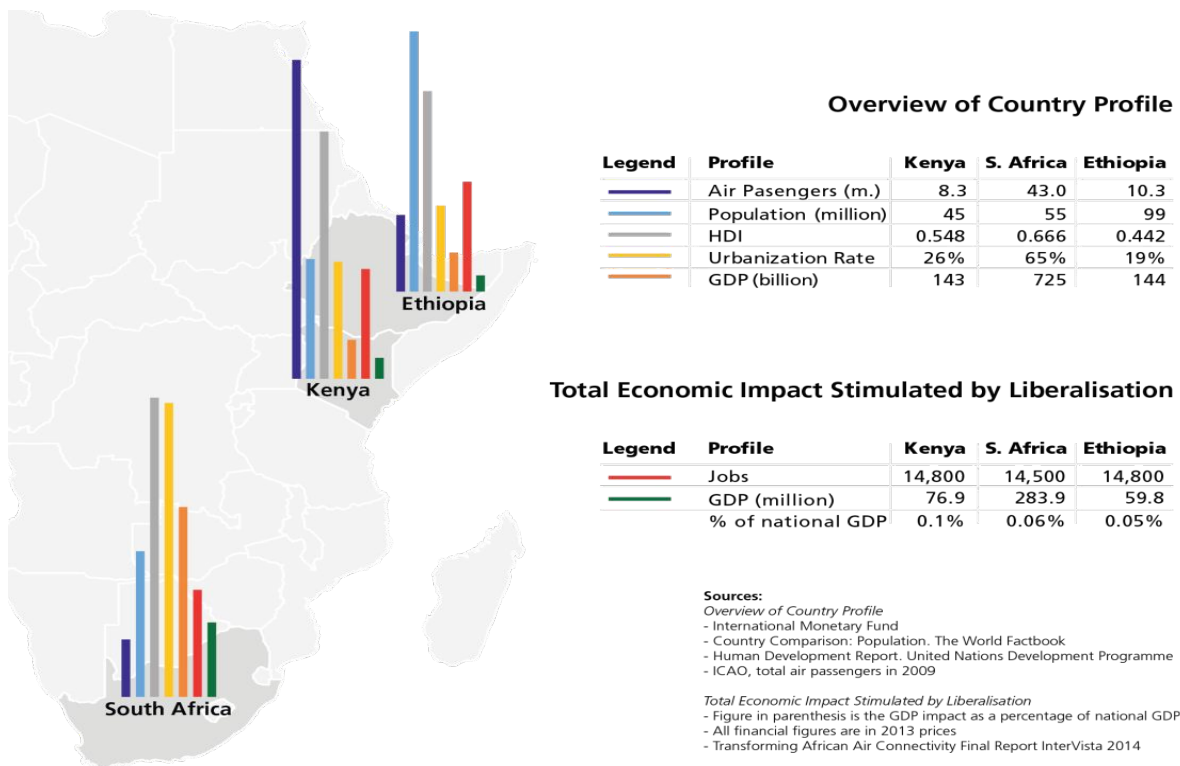 Overview of Country Profile
Legend Profile Kenya S. Africa Ethiopia
Air Pasengers (m.) 8.3 43.0 10.3
Population (million) 45 55 99
HDI 0.548 0.666 0.442
Urbanization Rate 26% 65% 19%
GDP (billion) 143 725 144
Ethiopia
Kenya
Total Economic Impact Stimulated by Liberalisation
Legend Profile Kenya S. Africa Ethiopia
Jobs 14,800 14,500 14,800
GDP (million) 76.9 283.9 59.8
% of national GDP 0.1% 0.06% 0.05%
South Africa
Sources:
Overview of Country Profile
- International Monetary Fund
- Country Comparison: Population. The World Factbook
- Human Development Report. United Nations Development Programme
- ICAO, total air passengers in 2009
Total Economic Impact Stimulated by Liberalisation
- Figure in parenthesis is the GDP impact as a percentage of national GDP
- All financial figures are in 2013 prices
- Transforming African Air Connectivity Final Report InterVista 2014